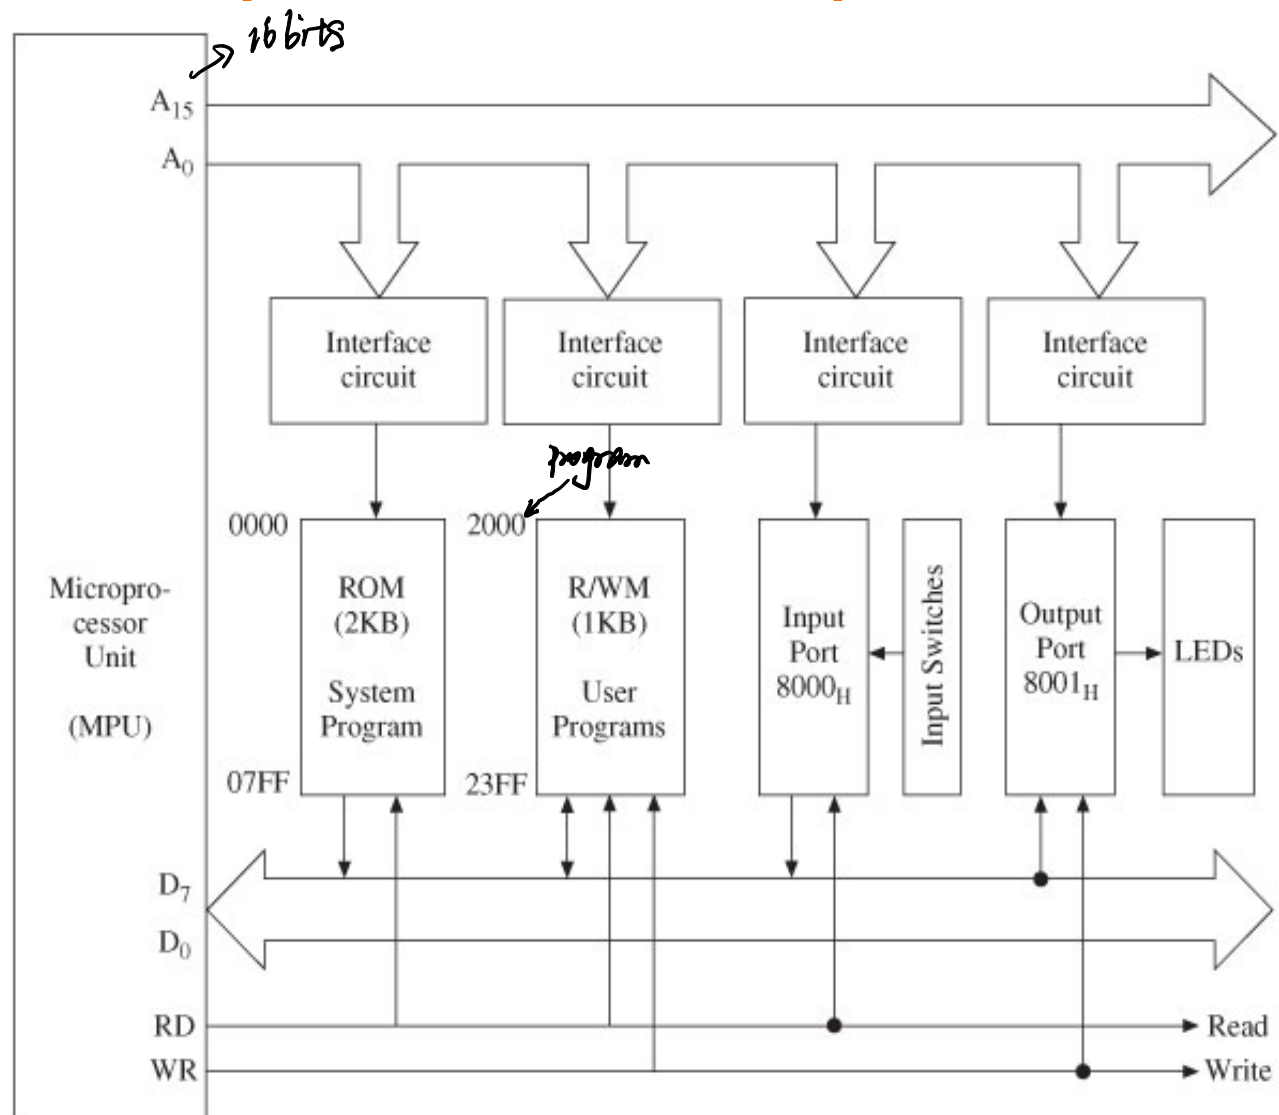 16 bits
A15
A0
Interface
circuit
Interface
circuit
Interface
circuit
Interface
circuit
program
0000
2000
Micropro-
cessor
Unit
(MPU)
ROM
(2KB)
System
Program
R/WM
(1KB)
User
Programs
Input
Port
8000H
Input Switches
Output
Port
8001H
LEDs
07FF
23FF
D7
D0
RD
Read
WR
Write